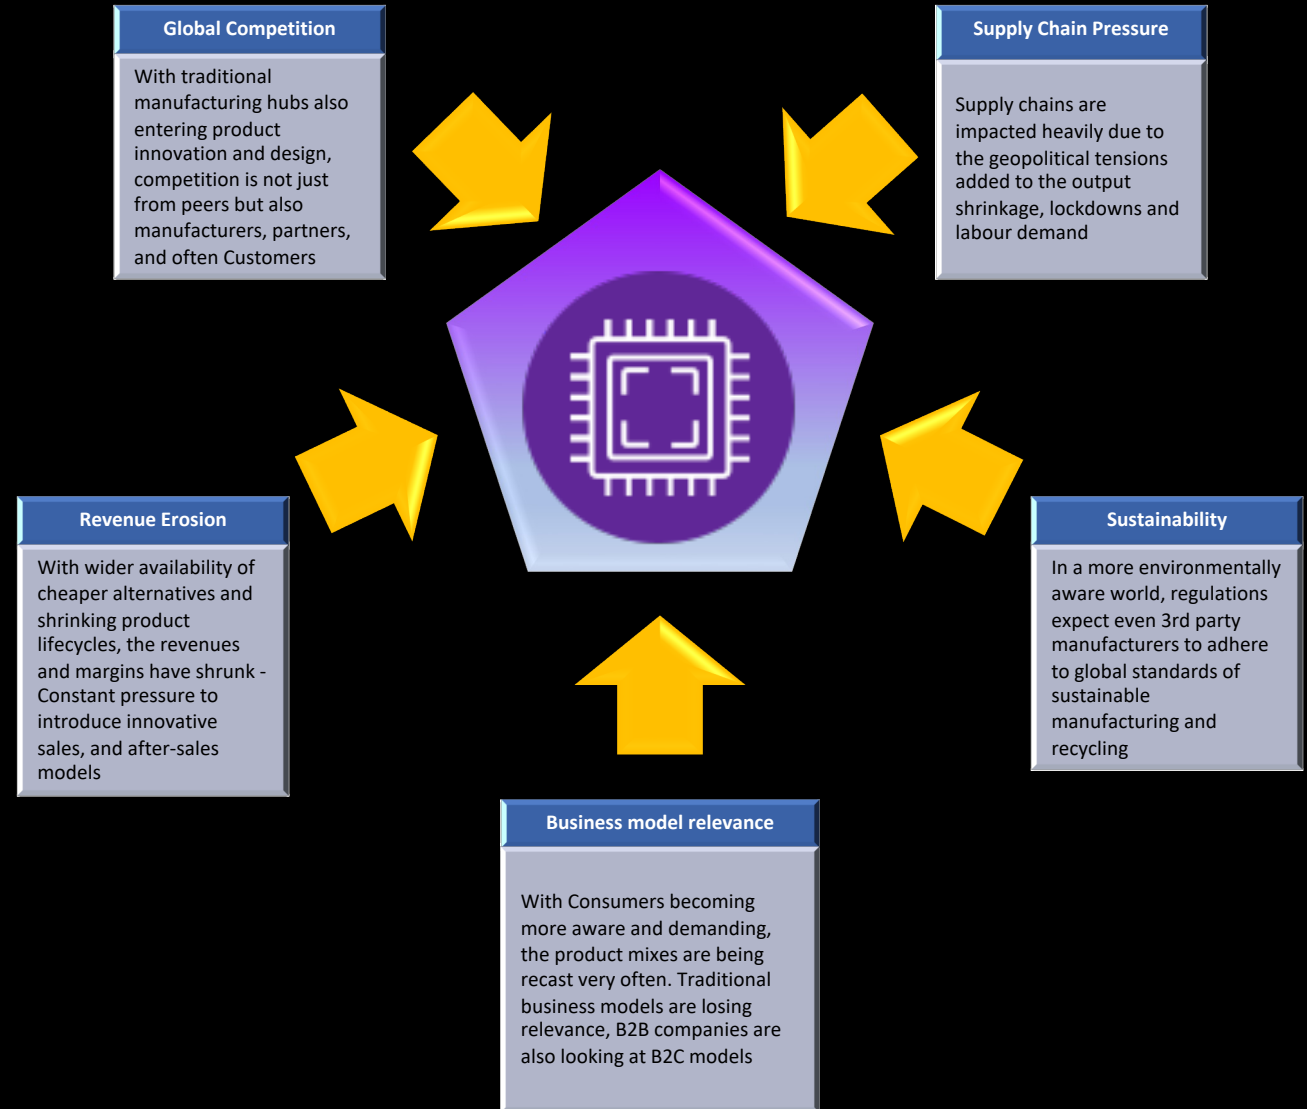 Global Competition
With traditional
manufacturing hubs also
entering product
innovation and design,
competition is not just
from peers but also
manufacturers, partners,
and often Customers
Supply Chain Pressure
Supply chains are
impacted heavily due to
the geopolitical tensions
added to the output
shrinkage, lockdowns and
labour demand
Revenue Erosion
With wider availability of
cheaper alternatives and
shrinking product
lifecycles, the revenues
and margins have shrunk -
Constant pressure to
introduce innovative
sales, and after-sales
models
Sustainability
In a more environmentally
aware world, regulations
expect even 3rd party
manufacturers to adhere
to global standards of
sustainable
manufacturing and
recycling
Business model relevance
With Consumers becoming
more aware and demanding,
the product mixes are being
recast very often. Traditional
business models are losing
relevance, B2B companies are
also looking at B2C models